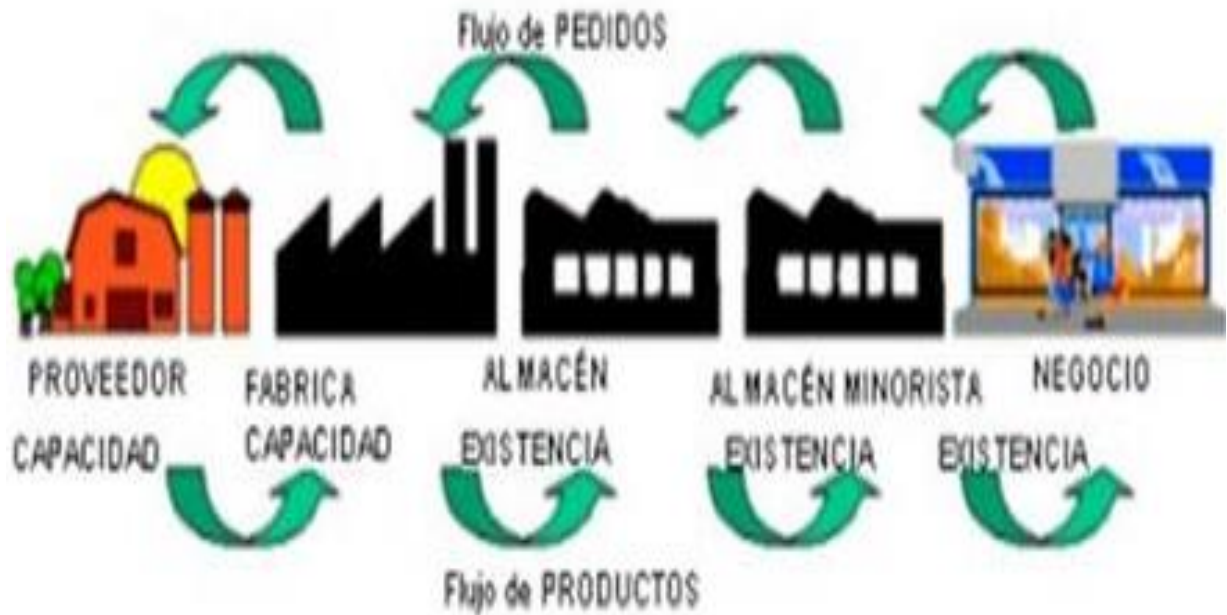 Flujo de PEDIDOS
PROVEEDOR
FABRICA
ALMACÉN
ALMACÉN MINORISTA
NEGOCIO
CAPACIDAD
CAPACIDAD
EXISTENCIA
EXISTENCIA
EXISTENCIA
Flujo de PRODUCTOS